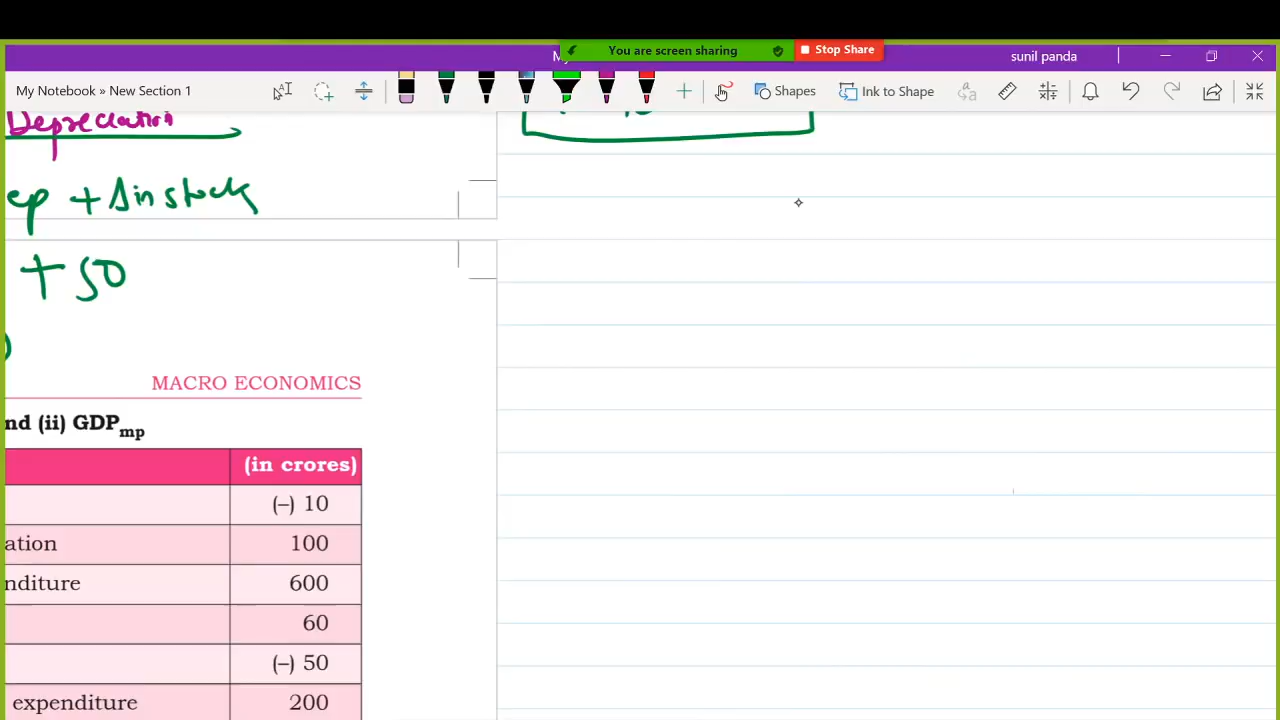 You are screen sharing
Stop Share
My
sunil panda
My Notebook » New Section 1
Shapes
Ink to Shape
Depreciation
ep + Δ in stock
+ 50
MACRO ECONOMICS
nd (ii) GDPmp
(in crores)
(–) 10
ation 100
nditure 600
60
(–) 50
expenditure 200